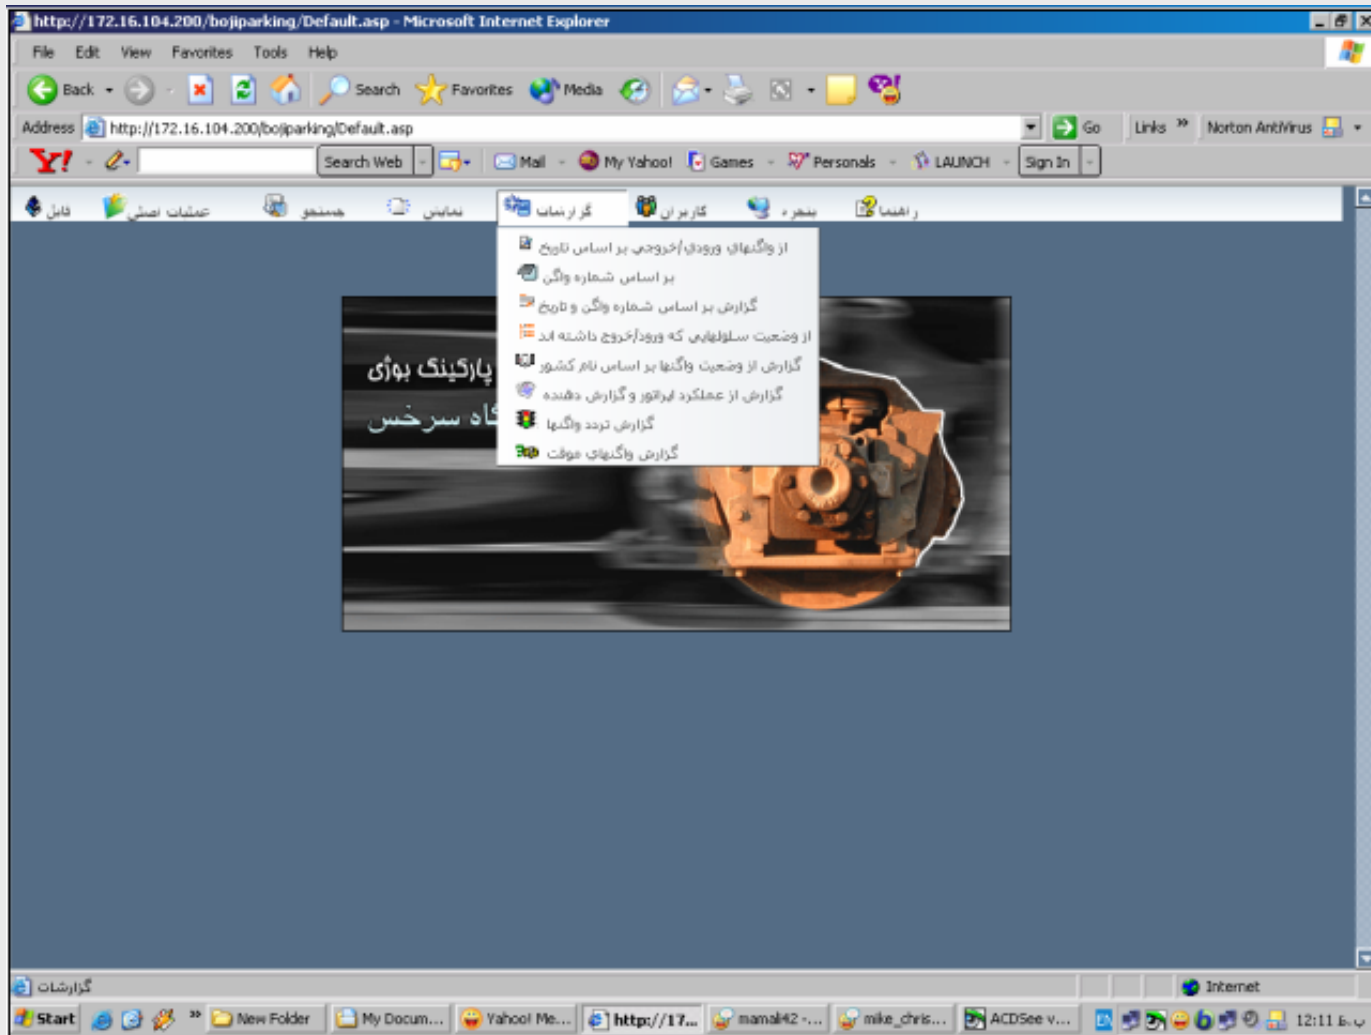 http://172.16.104.200/bojiparking/Default.asp - Microsoft Internet Explorer
File Edit View Favorites Tools Help
Back Search Favorites Media
Address http://172.16.104.200/bojiparking/Default.asp Go Links » Norton AntiVirus
Y! Search Web Mail My Yahoo! Games Personals LAUNCH Sign In
فایل عملیات اصلی جستجو نمایش گزارشات کاربران پنجره راهنما
از واگنهای ورودی/خروجی بر اساس تاریخ
بر اساس شماره واگن
گزارش بر اساس شماره واگن و تاریخ
از وضعیت سلولهایی که ورود/خروج داشته اند
گزارش از وضعیت واگنها بر اساس نام کشور
گزارش از عملکرد اپراتور و گزارش دهنده
گزارش تردد واگنها
گزارش واگنهای موقت
پارکینگ بوژی
گاه سرخس
گزارشات Internet
Start » New Folder My Docum... Yahoo! Me... http://17... mamali42 -... mike_chris... ACDSee v... EN 12:11 ب.ظ